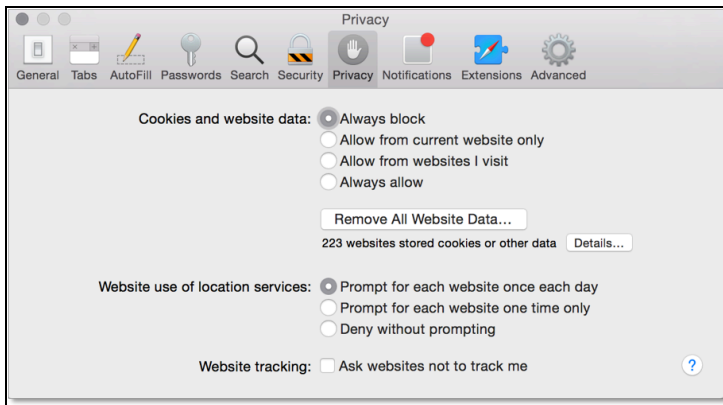 Privacy
General Tabs AutoFill Passwords Search Security Privacy Notifications Extensions Advanced
Cookies and website data: Always block
Allow from current website only
Allow from websites I visit
Always allow
Remove All Website Data...
223 websites stored cookies or other data Details...
Website use of location services: Prompt for each website once each day
Prompt for each website one time only
Deny without prompting
Website tracking: Ask websites not to track me ?